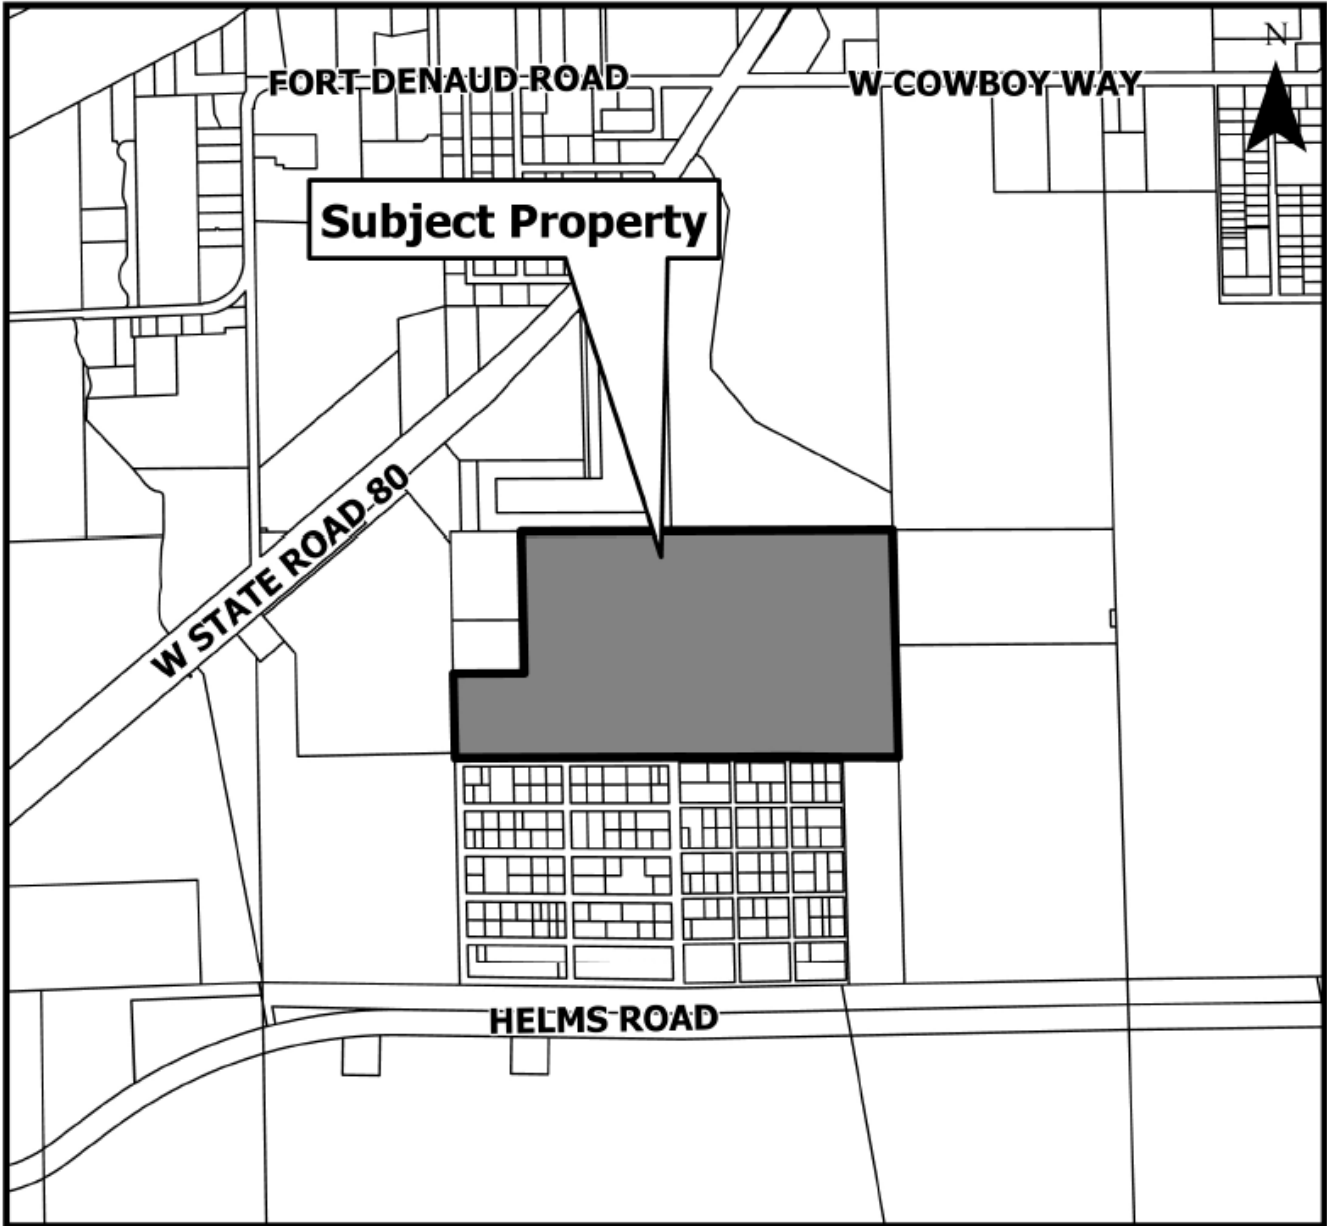 N
FORT DENAUD ROAD
W COWBOY WAY
Subject Property
W STATE ROAD 80
HELMS ROAD